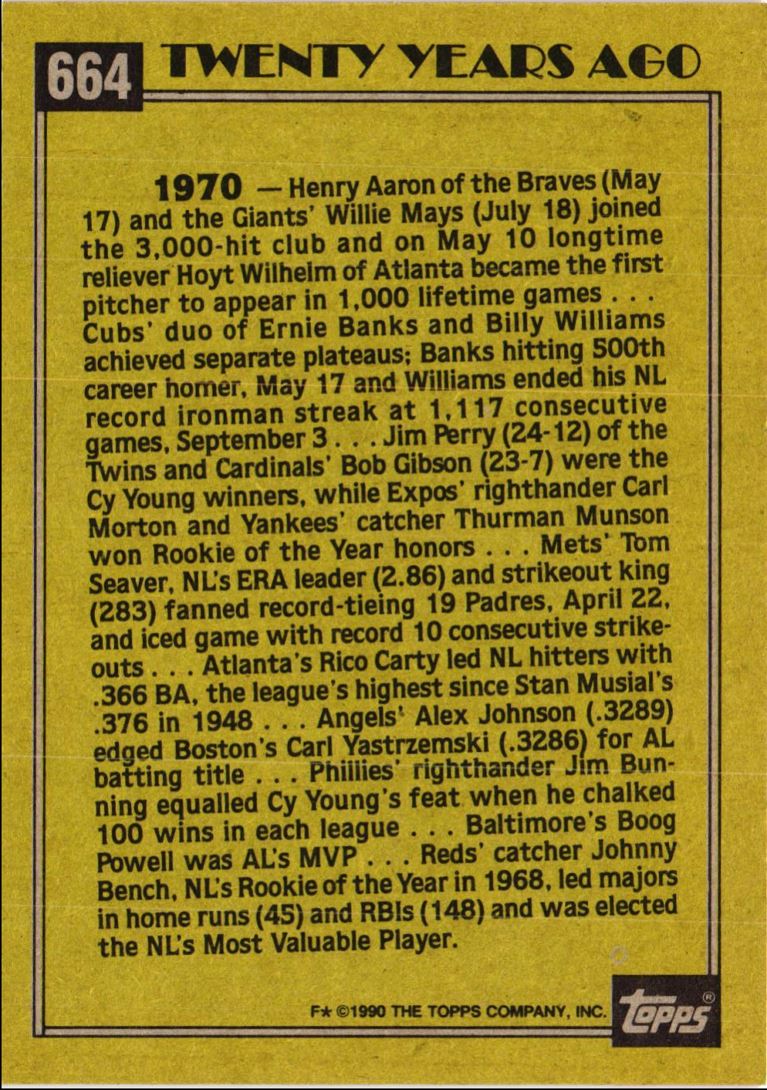 664 TWENTY YEARS AGO
1970 — Henry Aaron of the Braves (May
17) and the Giants' Willie Mays (July 18) joined
the 3,000-hit club and on May 10 longtime
reliever Hoyt Wilhelm of Atlanta became the first
pitcher to appear in 1,000 lifetime games . . .
Cubs' duo of Ernie Banks and Billy Williams
achieved separate plateaus; Banks hitting 500th
career homer, May 17 and Williams ended his NL
record ironman streak at 1,117 consecutive
games, September 3 . . . Jim Perry (24-12) of the
Twins and Cardinals' Bob Gibson (23-7) were the
Cy Young winners, while Expos' righthander Carl
Morton and Yankees' catcher Thurman Munson
won Rookie of the Year honors . . . Mets' Tom
Seaver, NL's ERA leader (2.86) and strikeout king
(283) fanned record-tieing 19 Padres, April 22,
and iced game with record 10 consecutive strike-
outs . . . Atlanta's Rico Carty led NL hitters with
.366 BA, the league's highest since Stan Musial's
.376 in 1948 . . . Angels' Alex Johnson (.3289)
edged Boston's Carl Yastrzemski (.3286) for AL
batting title . . . Phillies' righthander Jim Bun-
ning equalled Cy Young's feat when he chalked
100 wins in each league . . . Baltimore's Boog
Powell was AL's MVP . . . Reds' catcher Johnny
Bench, NL's Rookie of the Year in 1968, led majors
in home runs (45) and RBIs (148) and was elected
the NL's Most Valuable Player.
F★ ©1990 THE TOPPS COMPANY, INC. TOPPS®